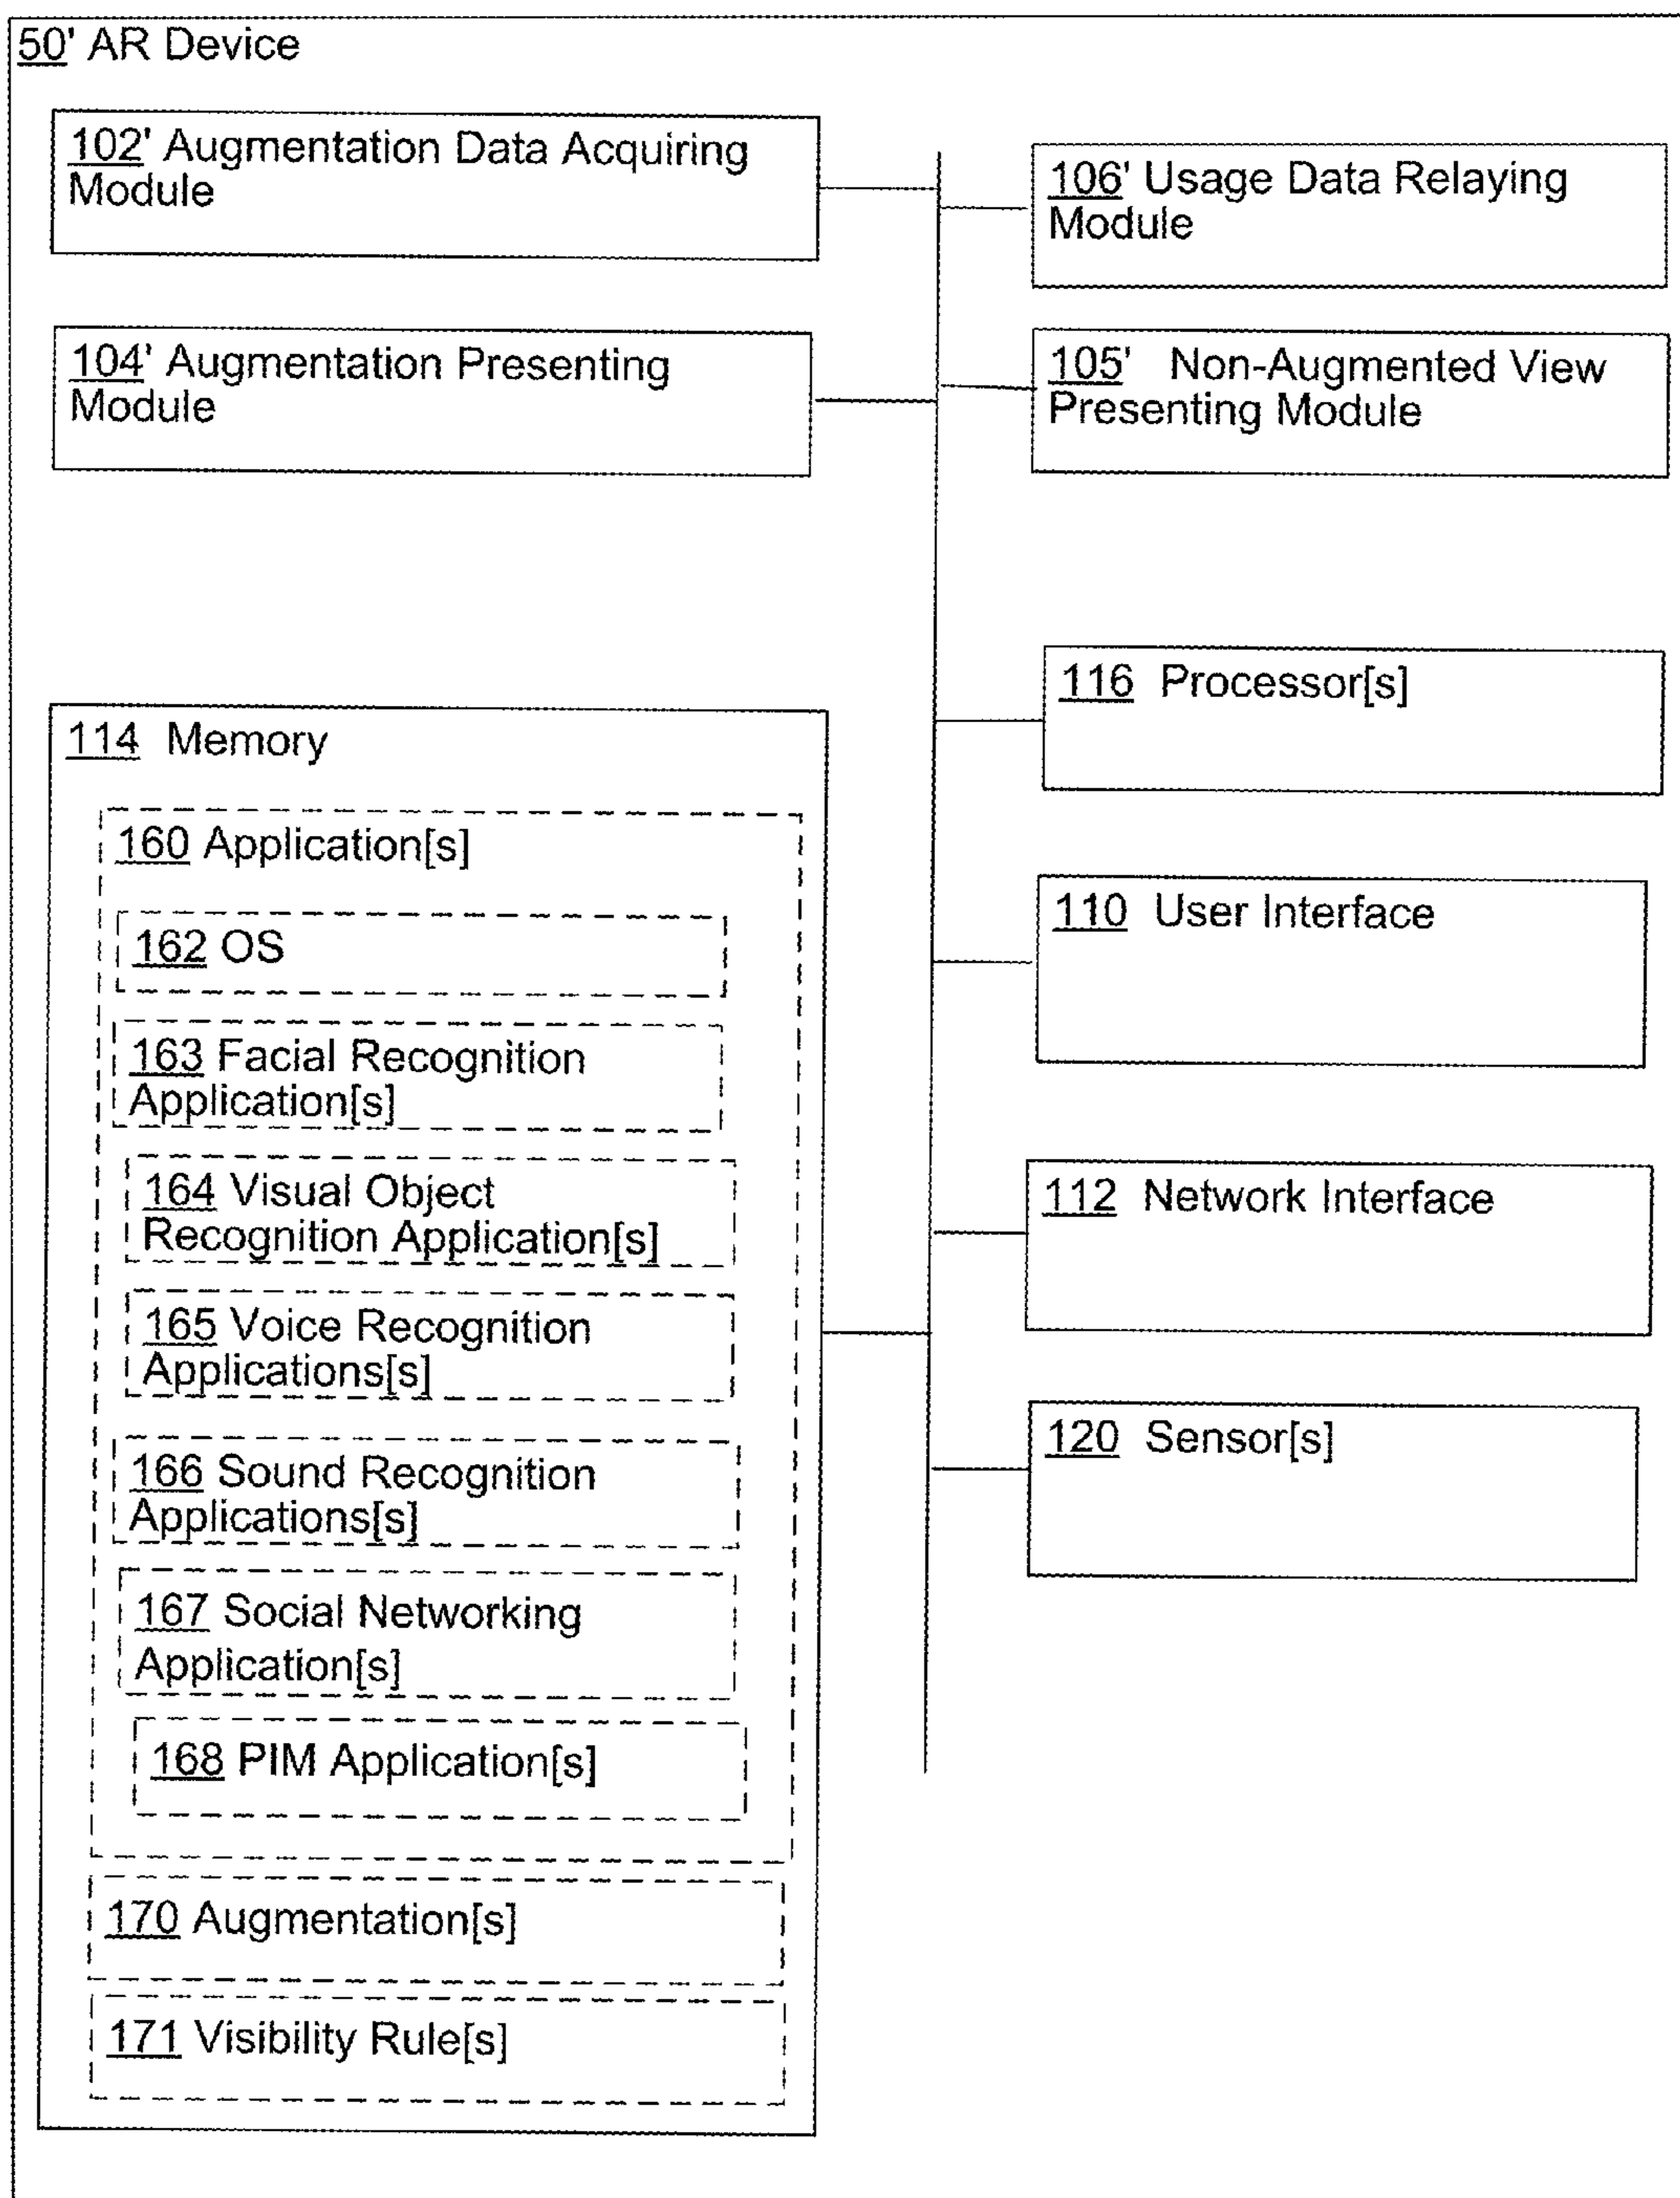 50' AR Device
102' Augmentation Data Acquiring
Module
106' Usage Data Relaying
Module
104' Augmentation Presenting
Module
105' Non-Augmented View
Presenting Module
116 Processor[s]
114 Memory
160 Application[s]
110 User Interface
162 OS
163 Facial Recognition
Application[s]
164 Visual Object
Recognition Application[s]
112 Network Interface
165 Voice Recognition
Applications[s]
120 Sensor[s]
166 Sound Recognition
Applications[s]
167 Social Networking
Application[s]
168 PIM Application[s]
170 Augmentation[s]
171 Visibility Rule[s]